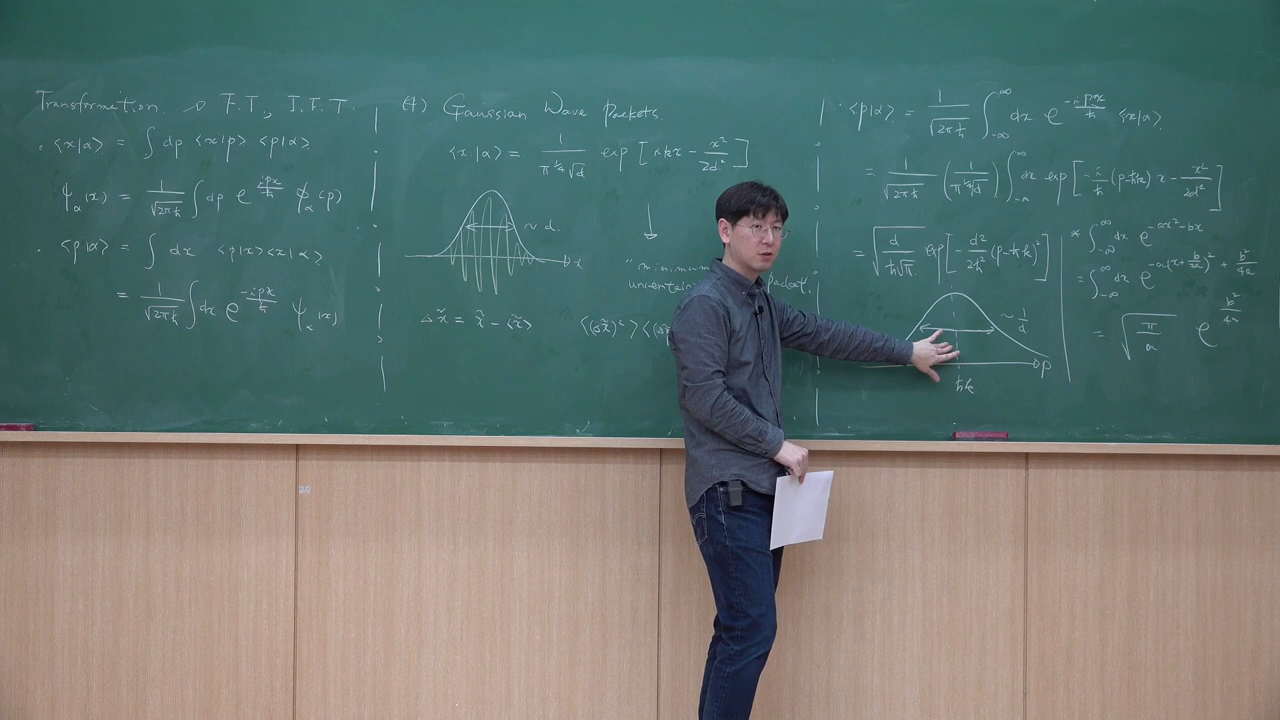 Transformation → F.T., I.F.T.
· <x|α> = ∫ dp <x|p> <p|α>
ψ_α(x) = 1/√(2πħ) ∫ dp e^{ipx/ħ} φ_α(p)
· <p|α> = ∫ dx <p|x><x|α>
= 1/√(2πħ) ∫ dx e^{-ipx/ħ} ψ_α(x)
(4) Gaussian Wave Packets.
<x|α> = 1/(π^{1/4}√d) exp[ikx - x²/2d²]
~ d.
x
"minimum
uncertain
packet.
Δx̃ = x̃ - <x̃>
<(Δx̃)²><(Δ
· <p|α> = 1/√(2πħ) ∫_{-∞}^{∞} dx e^{-ipx/ħ} <x|α>
= 1/√(2πħ) (1/(π^{1/4}√d)) ∫_{-∞}^{∞} dx exp[-i/ħ (p-ħk) x - x²/2d²]
= √(d/(ħ√π)) exp[-d²/2ħ² (p-ħk)²]
~ 1/d
p
ħk
* ∫_{-∞}^{∞} dx e^{-ax²-bx}
= ∫_{-∞}^{∞} dx e^{-a(x+b/2a)² + b²/4a}
= √(π/a) e^{b²/4a}